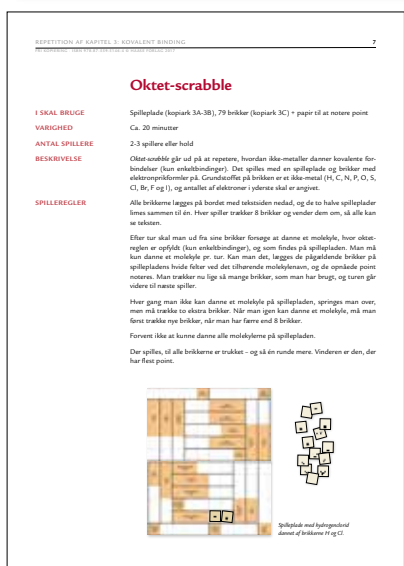 REPETITION AF KAPITEL 3: KOVALENT BINDING
7
Oktet-scrabble
I SKAL BRUGE
Spilleplade (kopiark 3A-3B), 79 brikker (kopiark 3C) + papir til at notere point
VARIGHED
Ca. 20 minutter
ANTAL SPILLERE
2-3 spillere eller hold
BESKRIVELSE
Oktet-scrabble går ud på at repetere, hvordan ikke-metaller danner kovalente for-
bindelser (kun enkeltbindinger). Det spilles med en spilleplade og brikker med
elektronprikformler på. Grundstoffet på brikken er et ikke-metal (H, C, N, P, O, S,
Cl, Br, F og I), og antallet af elektroner i yderste skal er angivet.
SPILLEREGLER
Alle brikkerne lægges på bordet med tekstsiden nedad, og de to halve spilleplader
limes sammen til én. Hver spiller trækker 8 brikker og vender dem om, så alle kan
se teksten.
Efter tur skal man ud fra sine brikker forsøge at danne et molekyle, hvor oktet-
reglen er opfyldt (kun enkeltbindinger), og som findes på spillepladen. Man må
kun danne et molekyle pr. tur. Kan man det, lægges de pågældende brikker på
spillepladens hvide felter ved det tilhørende molekylenavn, og de opnåede point
noteres. Man trækker nu lige så mange brikker, som man har brugt, og turen går
videre til næste spiller.
Hver gang man ikke kan danne et molekyle på spillepladen, springes man over,
men må trække to ekstra brikker. Når man igen kan danne et molekyle, må man
først trække nye brikker, når man har færre end 8 brikker.
Forvent ikke at kunne danne alle molekylerne på spillepladen.
Der spilles, til alle brikkerne er trukket – og så én runde mere. Vinderen er den, der
har flest point.
Spilleplade med hydrogenclorid
dannet af brikkerne H og Cl.